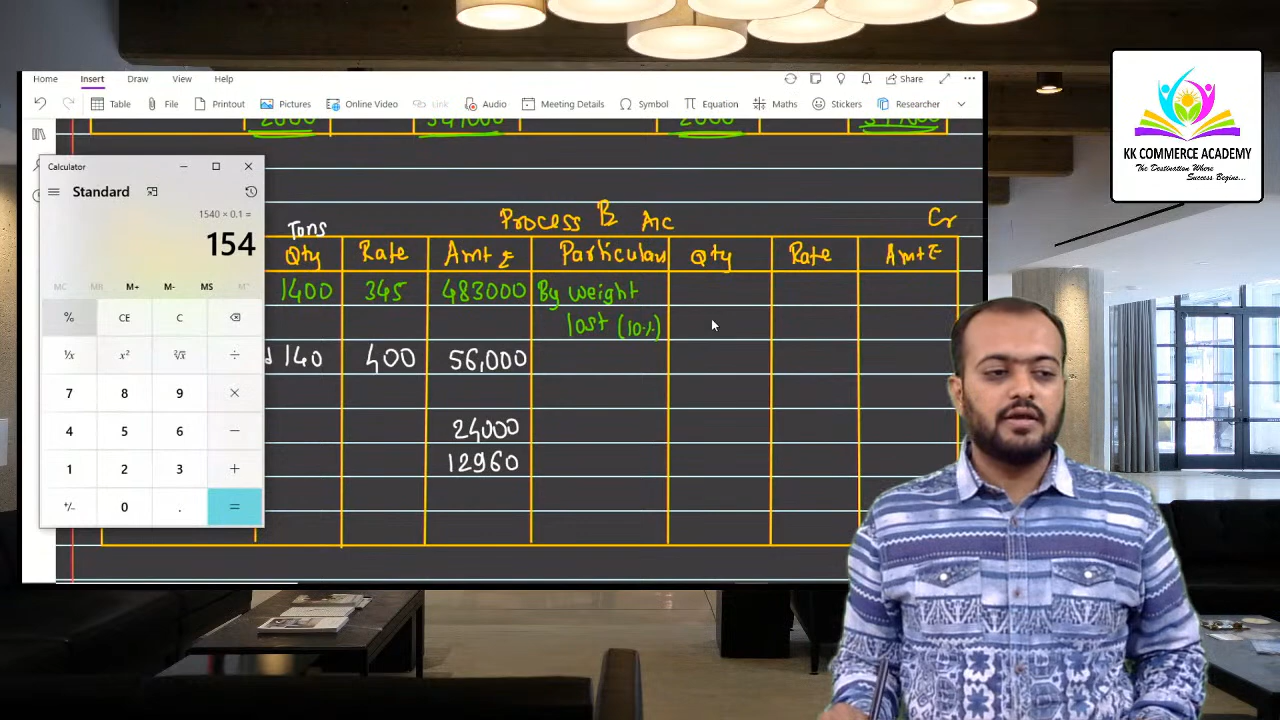 Home Insert Draw View Help Share
Table File Printout Pictures Online Video Link Audio Meeting Details Symbol Equation Maths Stickers Researcher
2000 2000
Calculator
Standard
1540 × 0.1 =
154
MC MR M+ M- MS
% CE C
¹/x x² ÷
7 8 9 ×
4 5 6 −
1 2 3 +
+/- 0 . =
Process B A/c Cr
Tons
Qty Rate Amt ₹ Particulars Qty Rate Amt ₹
1400 345 483000 By weight
lost (10%)
140 400 56,000
24000
12960
KK COMMERCE ACADEMY
The Destination Where
Success Begins...